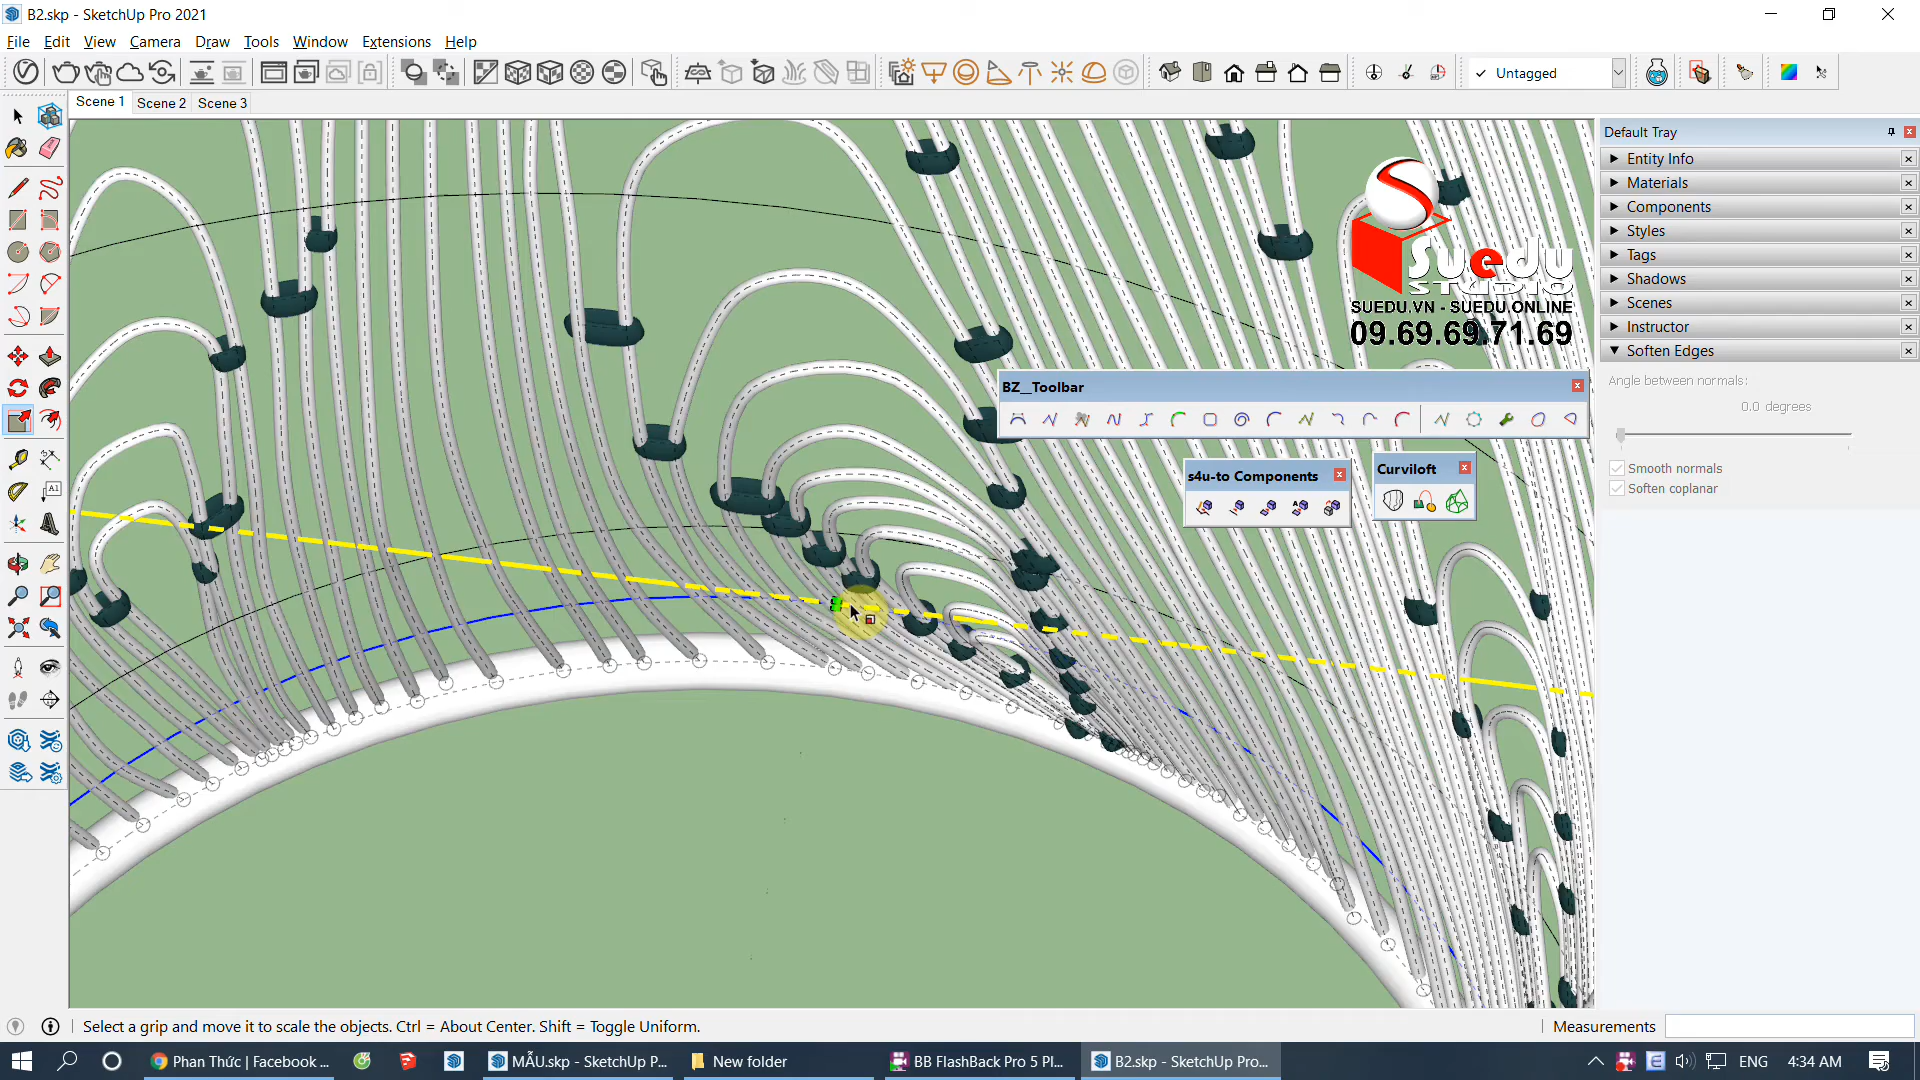 B2.skp - SketchUp Pro 2021
File Edit View Camera Draw Tools Window Extensions Help
Untagged
Scene 1 Scene 2 Scene 3
Default Tray
Entity Info
Materials
Components
Styles
Tags
Shadows
Scenes
Instructor
Soften Edges
Angle between normals:
0.0 degrees
Smooth normals
Soften coplanar
Suedu
STUDIO
SUEDU.VN - SUEDU.ONLINE
09.69.69.71.69
BZ__Toolbar
s4u-to Components
Curviloft
A1
Select a grip and move it to scale the objects. Ctrl = About Center. Shift = Toggle Uniform.
Measurements
Phan Thức | Facebook ...
MẪU.skp - SketchUp P...
New folder
BB FlashBack Pro 5 Pl...
B2.skp - SketchUp Pro...
ENG
4:34 AM